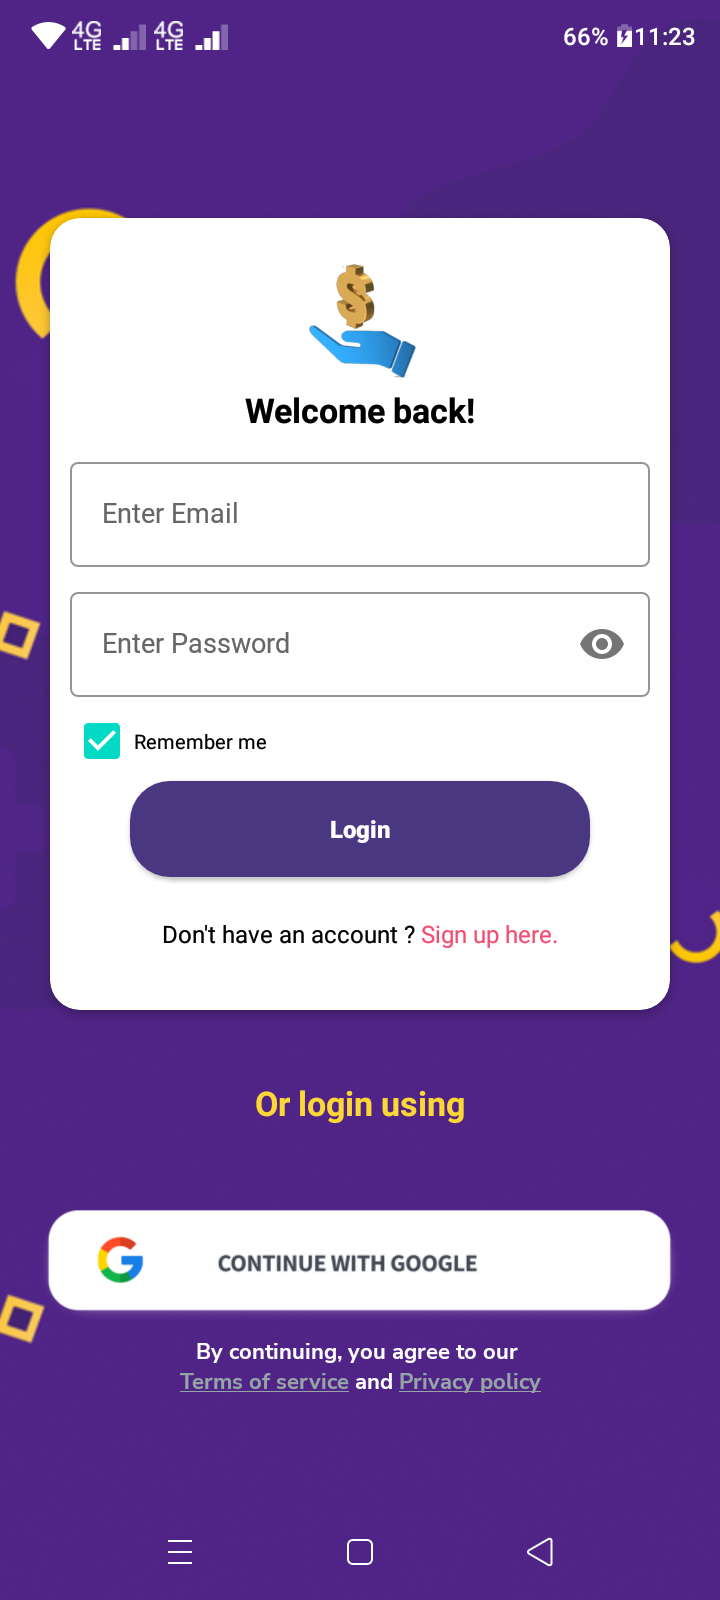 4G LTE 4G LTE 66% 11:23
Welcome back!
Enter Email
Enter Password
Remember me
Login
Don't have an account ? Sign up here.
Or login using
CONTINUE WITH GOOGLE
By continuing, you agree to our
Terms of service and Privacy policy